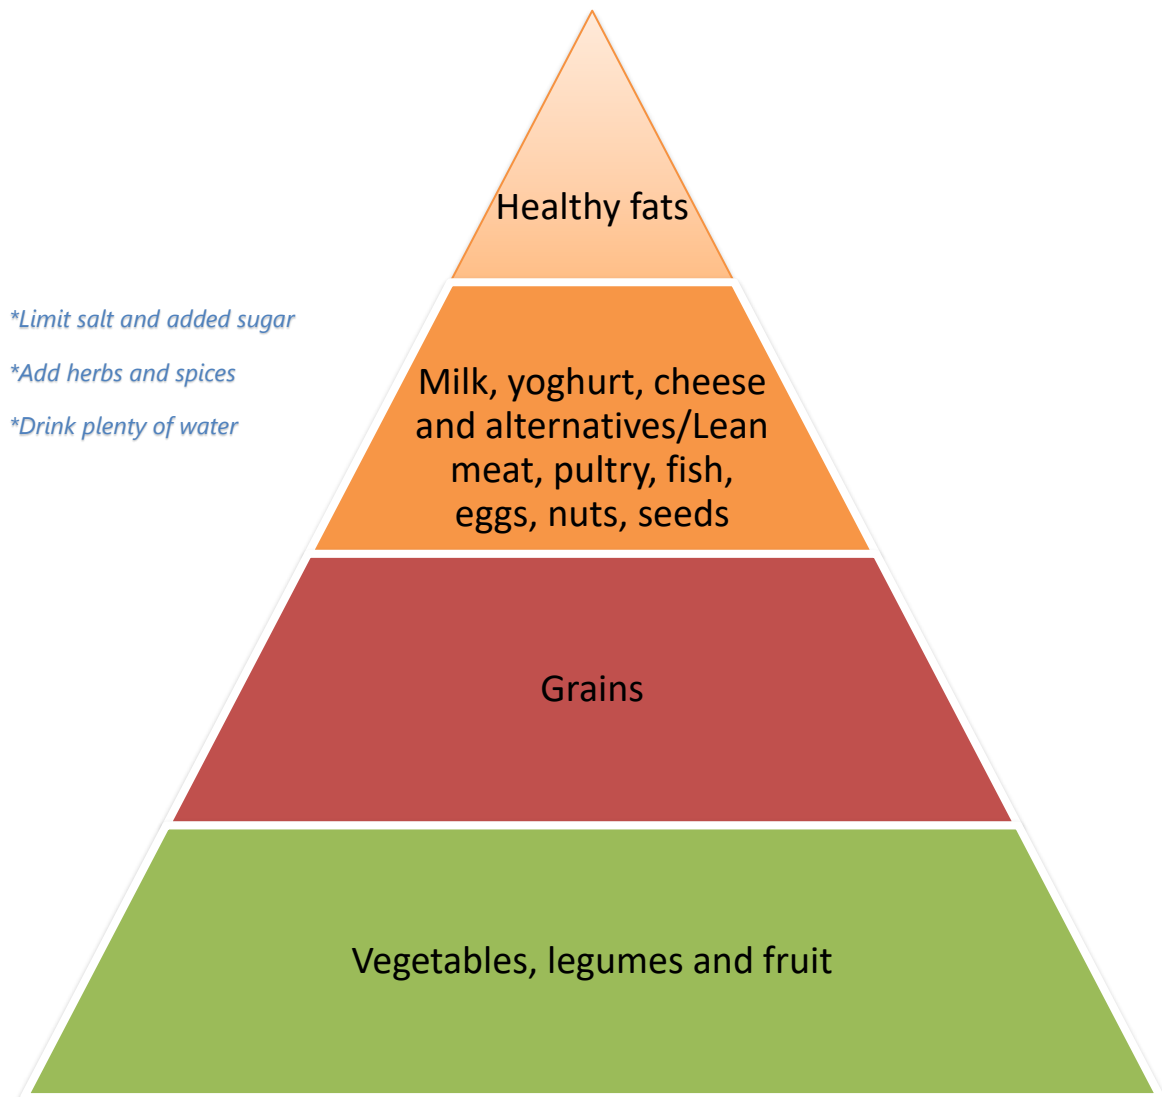 Healthy fats
*Limit salt and added sugar
*Add herbs and spices
*Drink plenty of water
Milk, yoghurt, cheese
and alternatives/Lean
meat, pultry, fish,
eggs, nuts, seeds
Grains
Vegetables, legumes and fruit